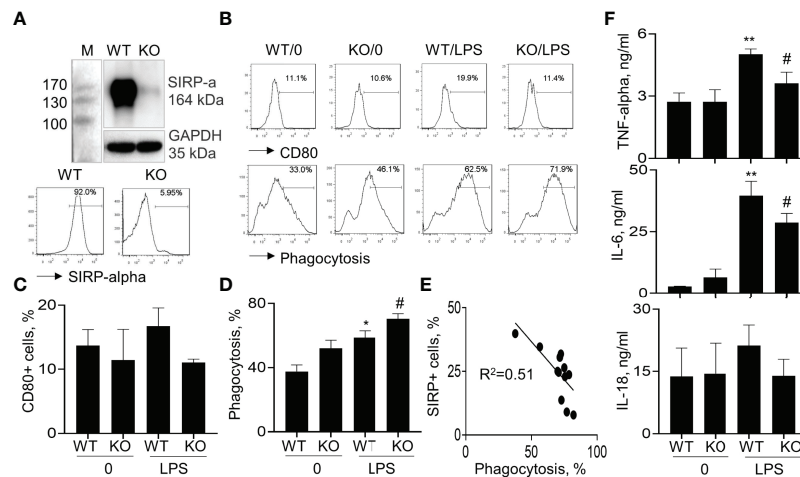 A
M WT KO
170
130
100
SIRP-a
164 kDa
GAPDH
35 kDa
WT KO
92.0% 5.95%
SIRP-alpha
B
WT/0 KO/0 WT/LPS KO/LPS
11.1% 10.6% 19.9% 11.4%
CD80
33.0% 46.1% 62.5% 71.9%
Phagocytosis
C
CD80+ cells, %
20
10
0
WT KO WT KO
0 LPS
D
Phagocytosis, %
80
40
0
* #
WT KO WT KO
0 LPS
E
SIRP+ cells, %
50
25
0
R²=0.51
0 50 100
Phagocytosis, %
F
TNF-alpha, ng/ml
6
3
0
** #
IL-6, ng/ml
50
25
0
** #
IL-18, ng/ml
30
15
0
WT K0 WT KO
0 LPS